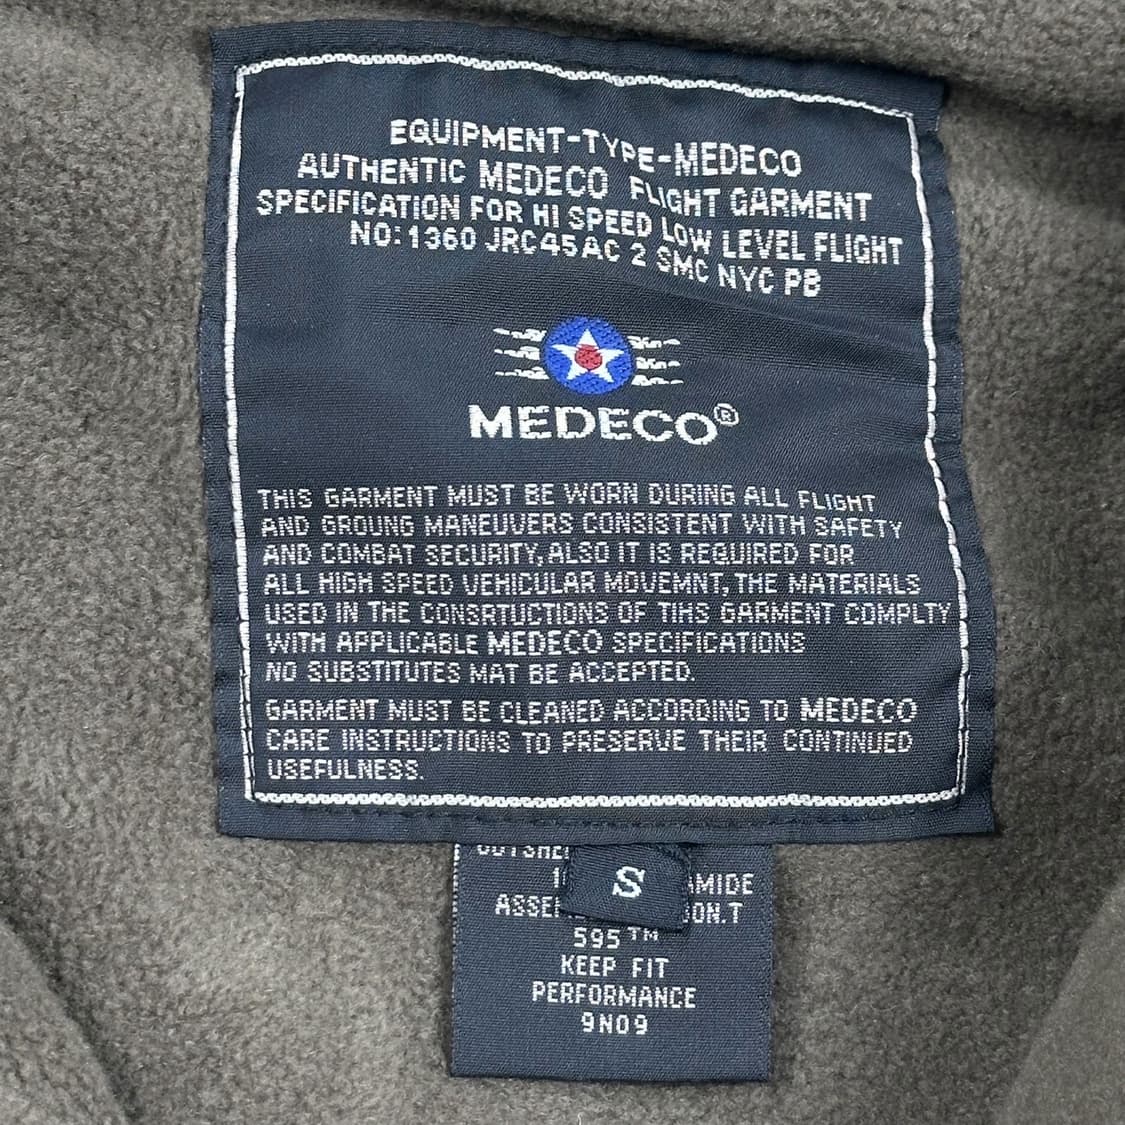 EQUIPMENT-TYPE-MEDECO
AUTHENTIC MEDECO FLIGHT GARMENT
SPECIFICATION FOR HI SPEED LOW LEVEL FLIGHT
NO:1360 JRC45AC 2 SMC NYC PB
MEDECO®
THIS GARMENT MUST BE WORN DURING ALL FLIGHT
AND GROUNG MANEUVERS CONSISTENT WITH SAFETY
AND COMBAT SECURITY,ALSO IT IS REQUIRED FOR
ALL HIGH SPEED VEHICULAR MOVEMNT,THE MATERIALS
USED IN THE CONSRTUCTIONS OF TIHS GARMENT COMPLTY
WITH APPLICABLE MEDECO SPECIFICATIONS
NO SUBSTITUTES MAT BE ACCEPTED.
GARMENT MUST BE CLEANED ACCORDING TO MEDECO
CARE INSTRUCTIONS TO PRESERVE THEIR CONTINUED
USEFULNESS.
S
595™
KEEP FIT
PERFORMANCE
9N09